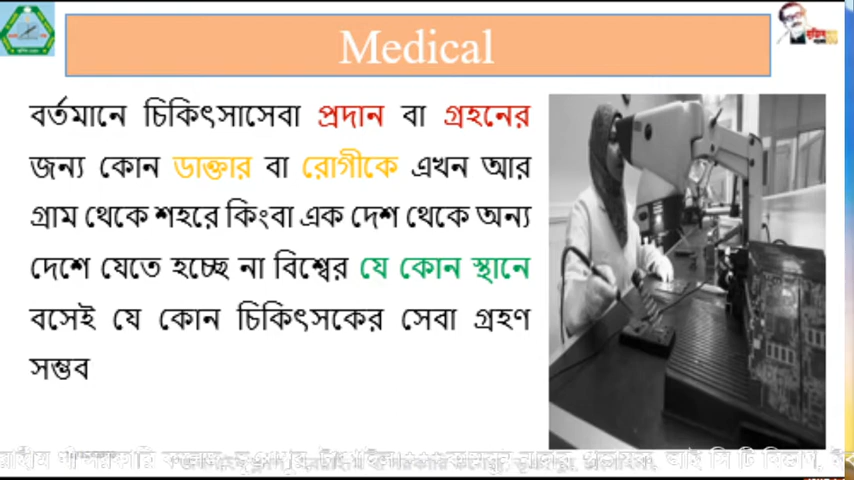 Medical
বর্তমানে চিকিৎসাসেবা প্রদান বা গ্রহনের
জন্য কোন ডাক্তার বা রোগীকে এখন আর
গ্রাম থেকে শহরে কিংবা এক দেশ থেকে অন্য
দেশে যেতে হচ্ছে না বিশ্বের যে কোন স্থানে
বসেই যে কোন চিকিৎসকের সেবা গ্রহণ
সম্ভব